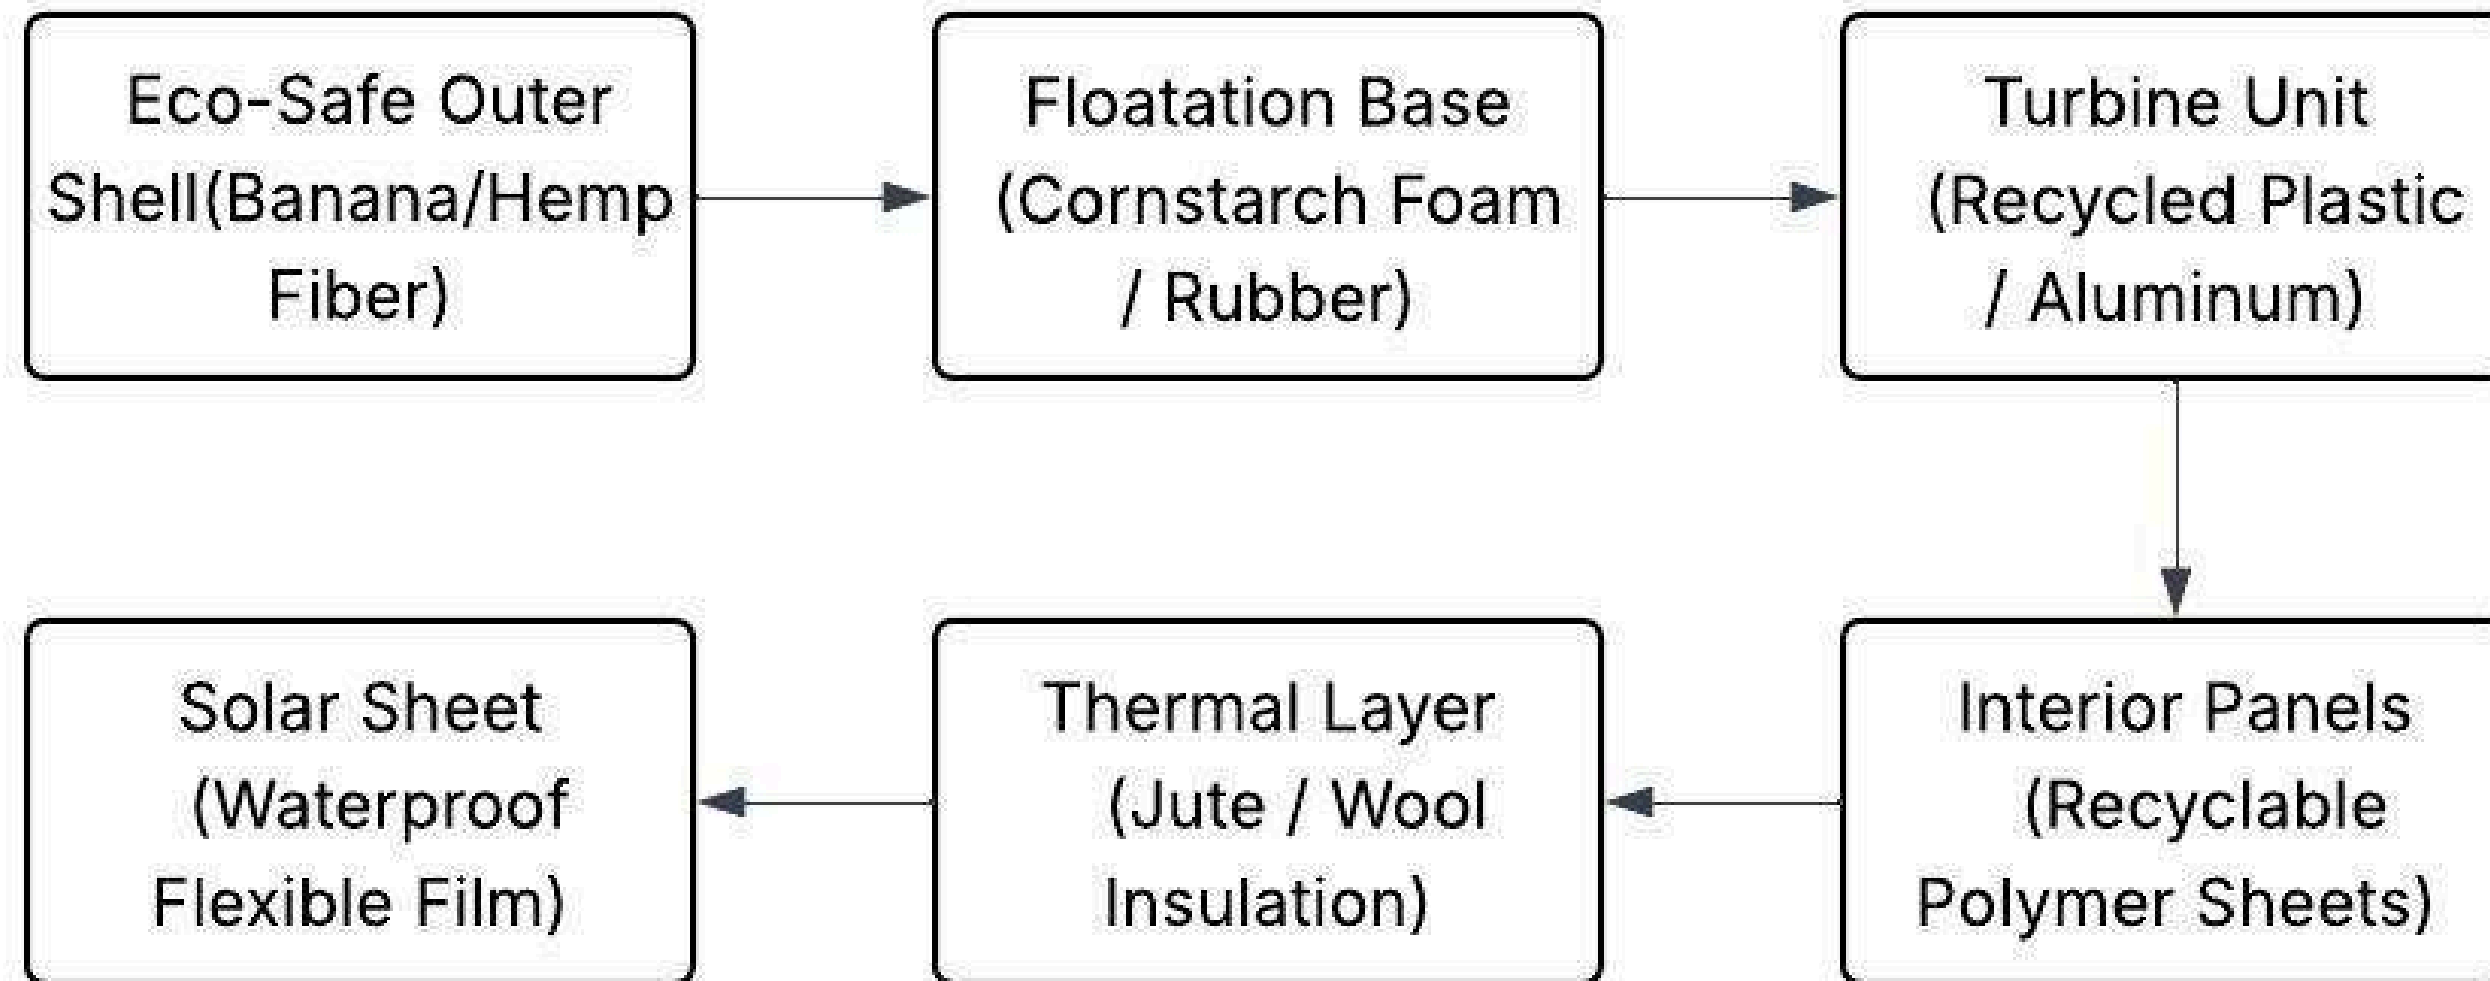 Eco-Safe Outer
Shell(Banana/Hemp
Fiber)
Floatation Base
(Cornstarch Foam
/ Rubber)
Turbine Unit
(Recycled Plastic
/ Aluminum)
Solar Sheet
(Waterproof
Flexible Film)
Thermal Layer
(Jute / Wool
Insulation)
Interior Panels
(Recyclable
Polymer Sheets)